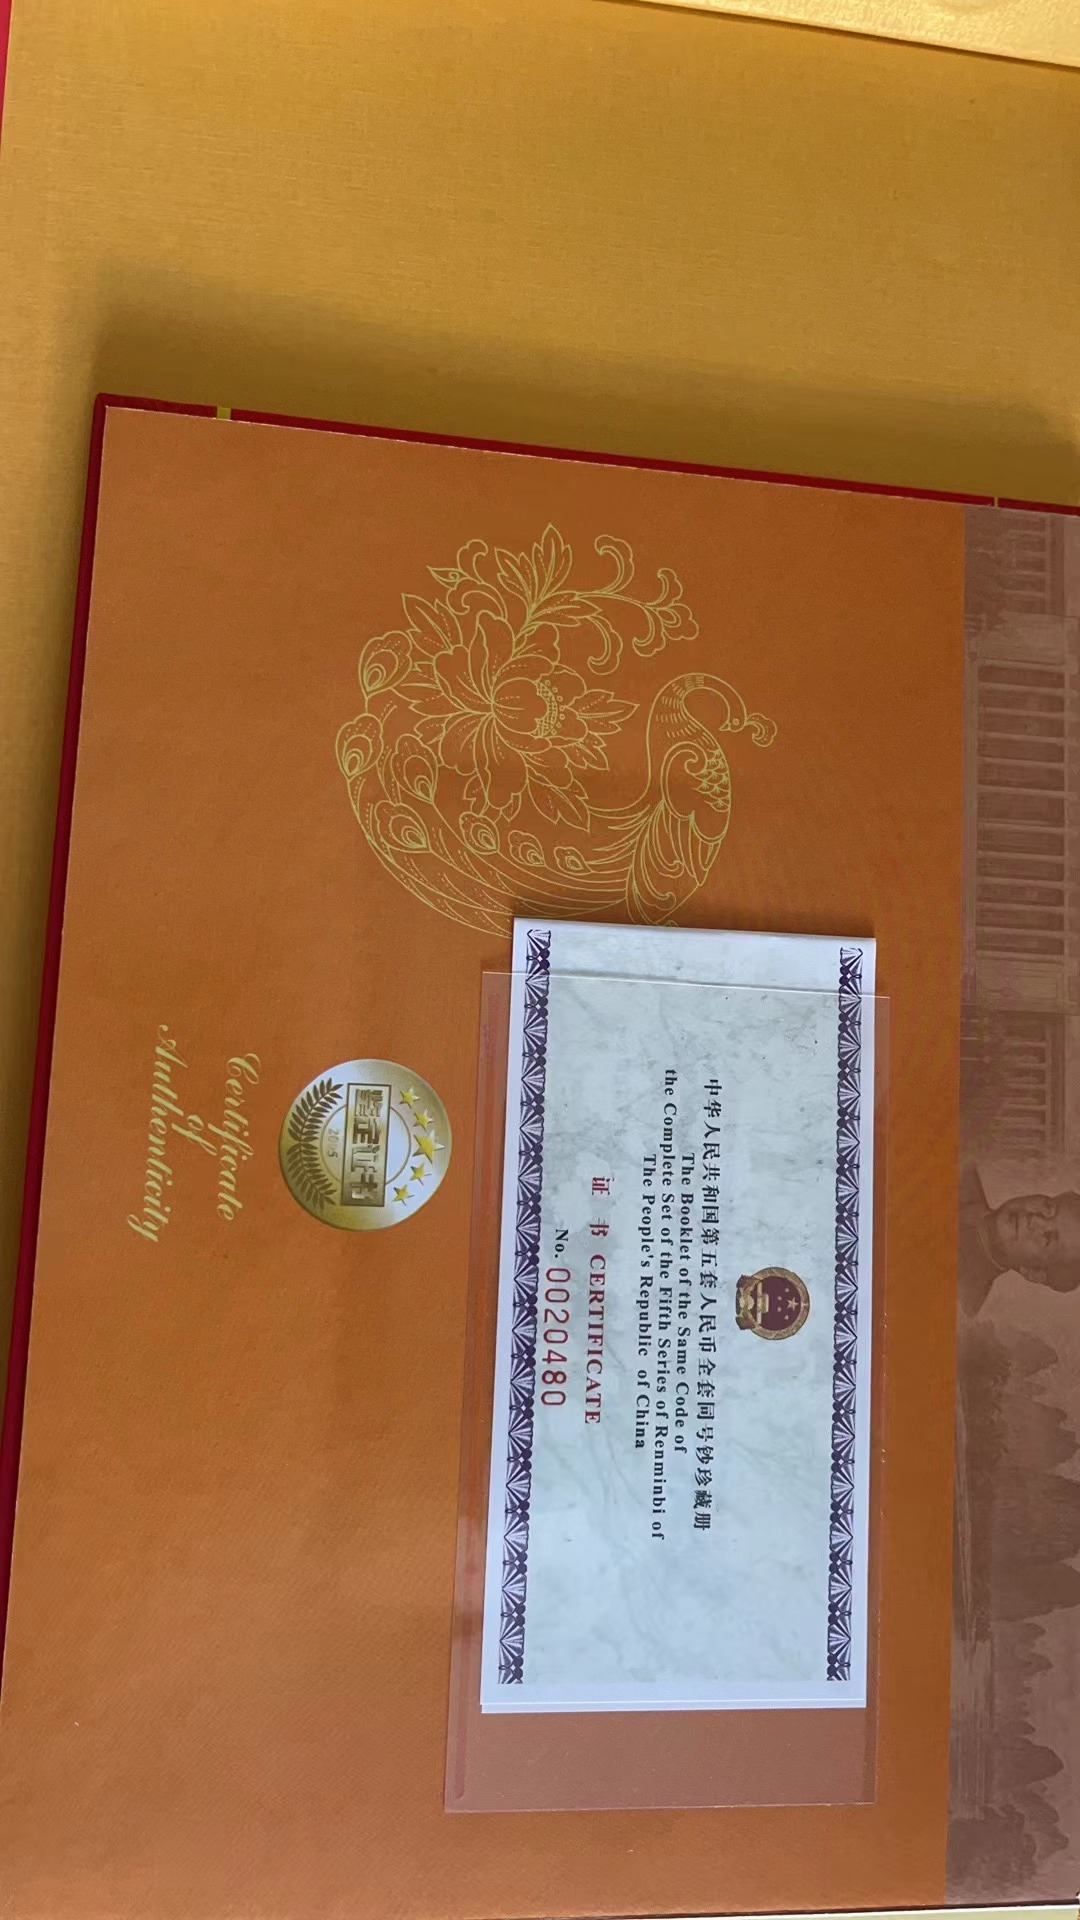 中华人民共和国第五套人民币全套同号钞珍藏册
The Booklet of the Same Code of
the Complete Set of the Fifth Series of Renminbi of
The People's Republic of China
证 书 CERTIFICATE
No. 0020480
鉴定证书
Certificate
of
Authenticity